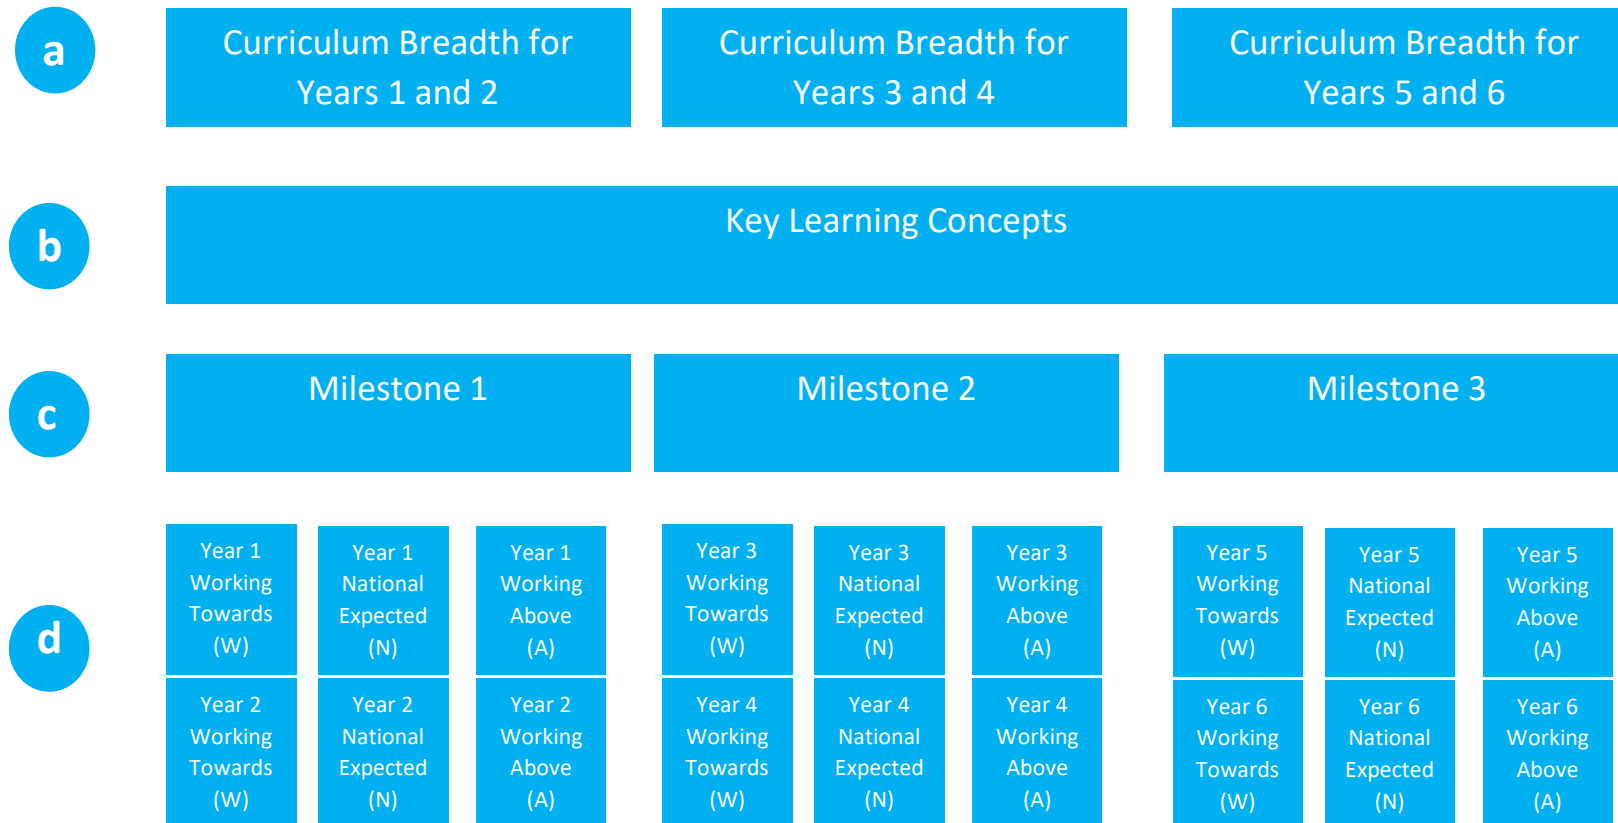 a
Curriculum Breadth for
Years 1 and 2
Curriculum Breadth for
Years 3 and 4
Curriculum Breadth for
Years 5 and 6
b
Key Learning Concepts
c
Milestone 1
Milestone 2
Milestone 3
d
Year 1
Working
Towards
(W)
Year 1
National
Expected
(N)
Year 1
Working
Above
(A)
Year 3
Working
Towards
(W)
Year 3
National
Expected
(N)
Year 3
Working
Above
(A)
Year 5
Working
Towards
(W)
Year 5
National
Expected
(N)
Year 5
Working
Above
(A)
Year 2
Working
Towards
(W)
Year 2
National
Expected
(N)
Year 2
Working
Above
(A)
Year 4
Working
Towards
(W)
Year 4
National
Expected
(N)
Year 4
Working
Above
(A)
Year 6
Working
Towards
(W)
Year 6
National
Expected
(N)
Year 6
Working
Above
(A)